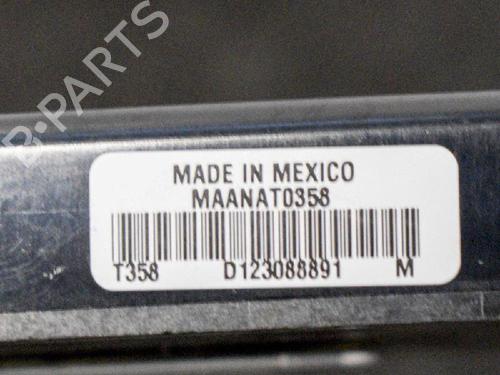 B-PARTS
MADE IN MEXICO
MAANAT0358
T358 D123088891 M